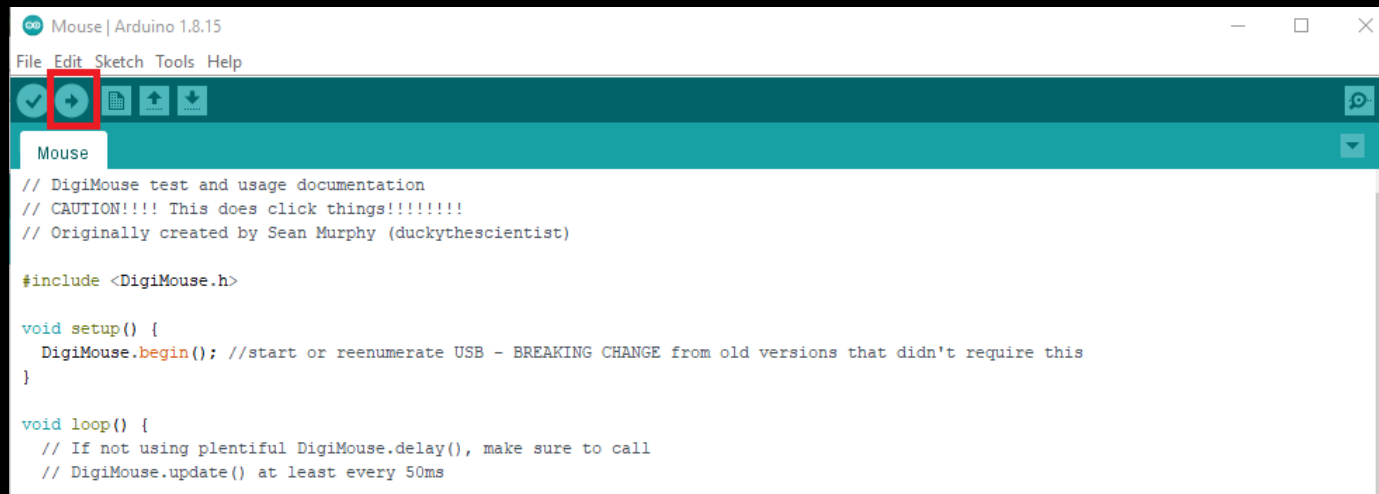 Mouse | Arduino 1.8.15
File Edit Sketch Tools Help
Mouse
// DigiMouse test and usage documentation
// CAUTION!!!! This does click things!!!!!!!!
// Originally created by Sean Murphy (duckythescientist)
#include <DigiMouse.h>
void setup() {
DigiMouse.begin(); //start or reenumerate USB - BREAKING CHANGE from old versions that didn't require this
}
void loop() {
// If not using plentiful DigiMouse.delay(), make sure to call
// DigiMouse.update() at least every 50ms